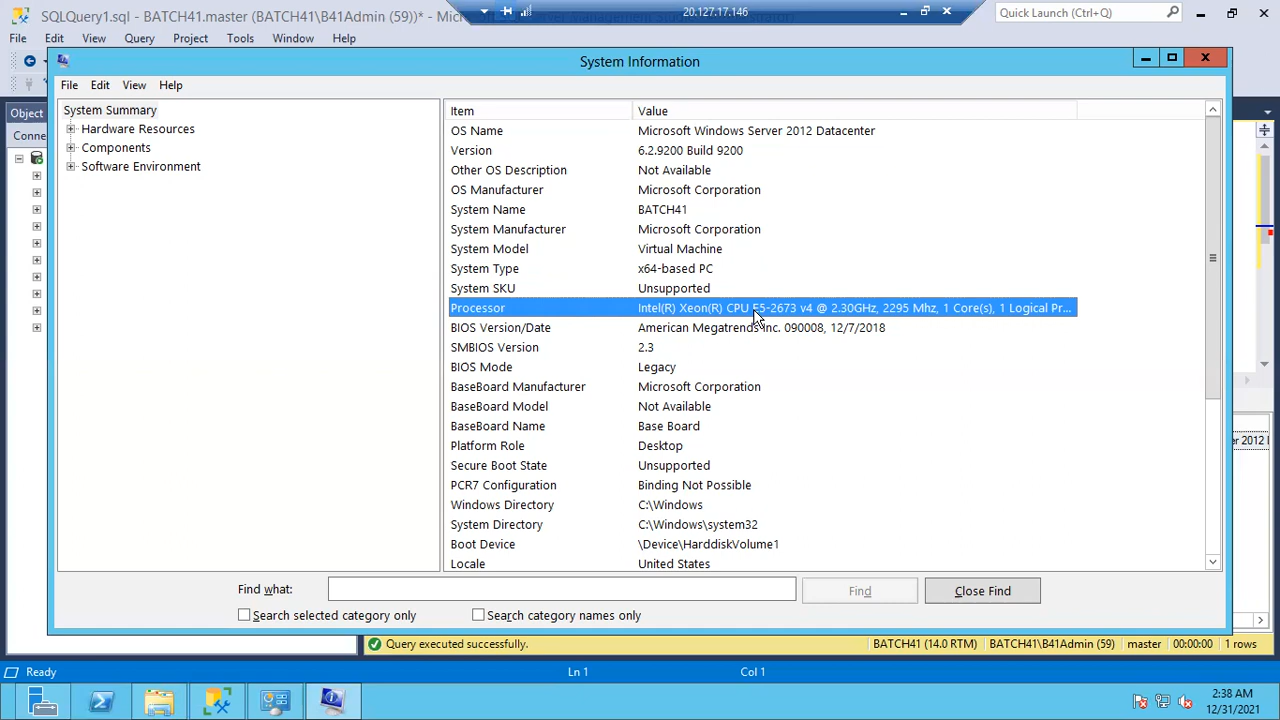 SQLQuery1.sql - BATCH41.master (BATCH41\B41Admin (59))*
20.127.17.146
Quick Launch (Ctrl+Q)
File Edit View Query Project Tools Window Help
System Information
File Edit View Help
Object
Conne
System Summary
Hardware Resources
Components
Software Environment
Item Value
OS Name Microsoft Windows Server 2012 Datacenter
Version 6.2.9200 Build 9200
Other OS Description Not Available
OS Manufacturer Microsoft Corporation
System Name BATCH41
System Manufacturer Microsoft Corporation
System Model Virtual Machine
System Type x64-based PC
System SKU Unsupported
Processor Intel(R) Xeon(R) CPU E5-2673 v4 @ 2.30GHz, 2295 Mhz, 1 Core(s), 1 Logical Pr...
BIOS Version/Date American Megatrends Inc. 090008, 12/7/2018
SMBIOS Version 2.3
BIOS Mode Legacy
BaseBoard Manufacturer Microsoft Corporation
BaseBoard Model Not Available
BaseBoard Name Base Board
Platform Role Desktop
Secure Boot State Unsupported
PCR7 Configuration Binding Not Possible
Windows Directory C:\Windows
System Directory C:\Windows\system32
Boot Device \Device\HarddiskVolume1
Locale United States
er 2012
Find what:
Find
Close Find
Search selected category only
Search category names only
Query executed successfully.
BATCH41 (14.0 RTM) BATCH41\B41Admin (59) master 00:00:00 1 rows
Ready
Ln 1
Col 1
2:38 AM
12/31/2021